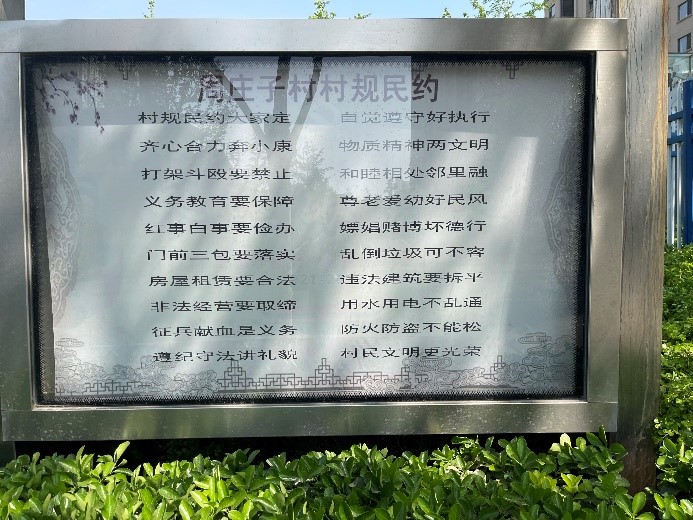 周庄子村村规民约
村规民约大家定 自觉遵守好执行
齐心合力奔小康 物质精神两文明
打架斗殴要禁止 和睦相处邻里融
义务教育要保障 尊老爱幼好民风
红事白事要俭办 嫖娼赌博坏德行
门前三包要落实 乱倒垃圾可不容
房屋租赁要合法 违法建筑要拆平
非法经营要取缔 用水用电不乱通
征兵献血是义务 防火防盗不能松
遵纪守法讲礼貌 村民文明更光荣